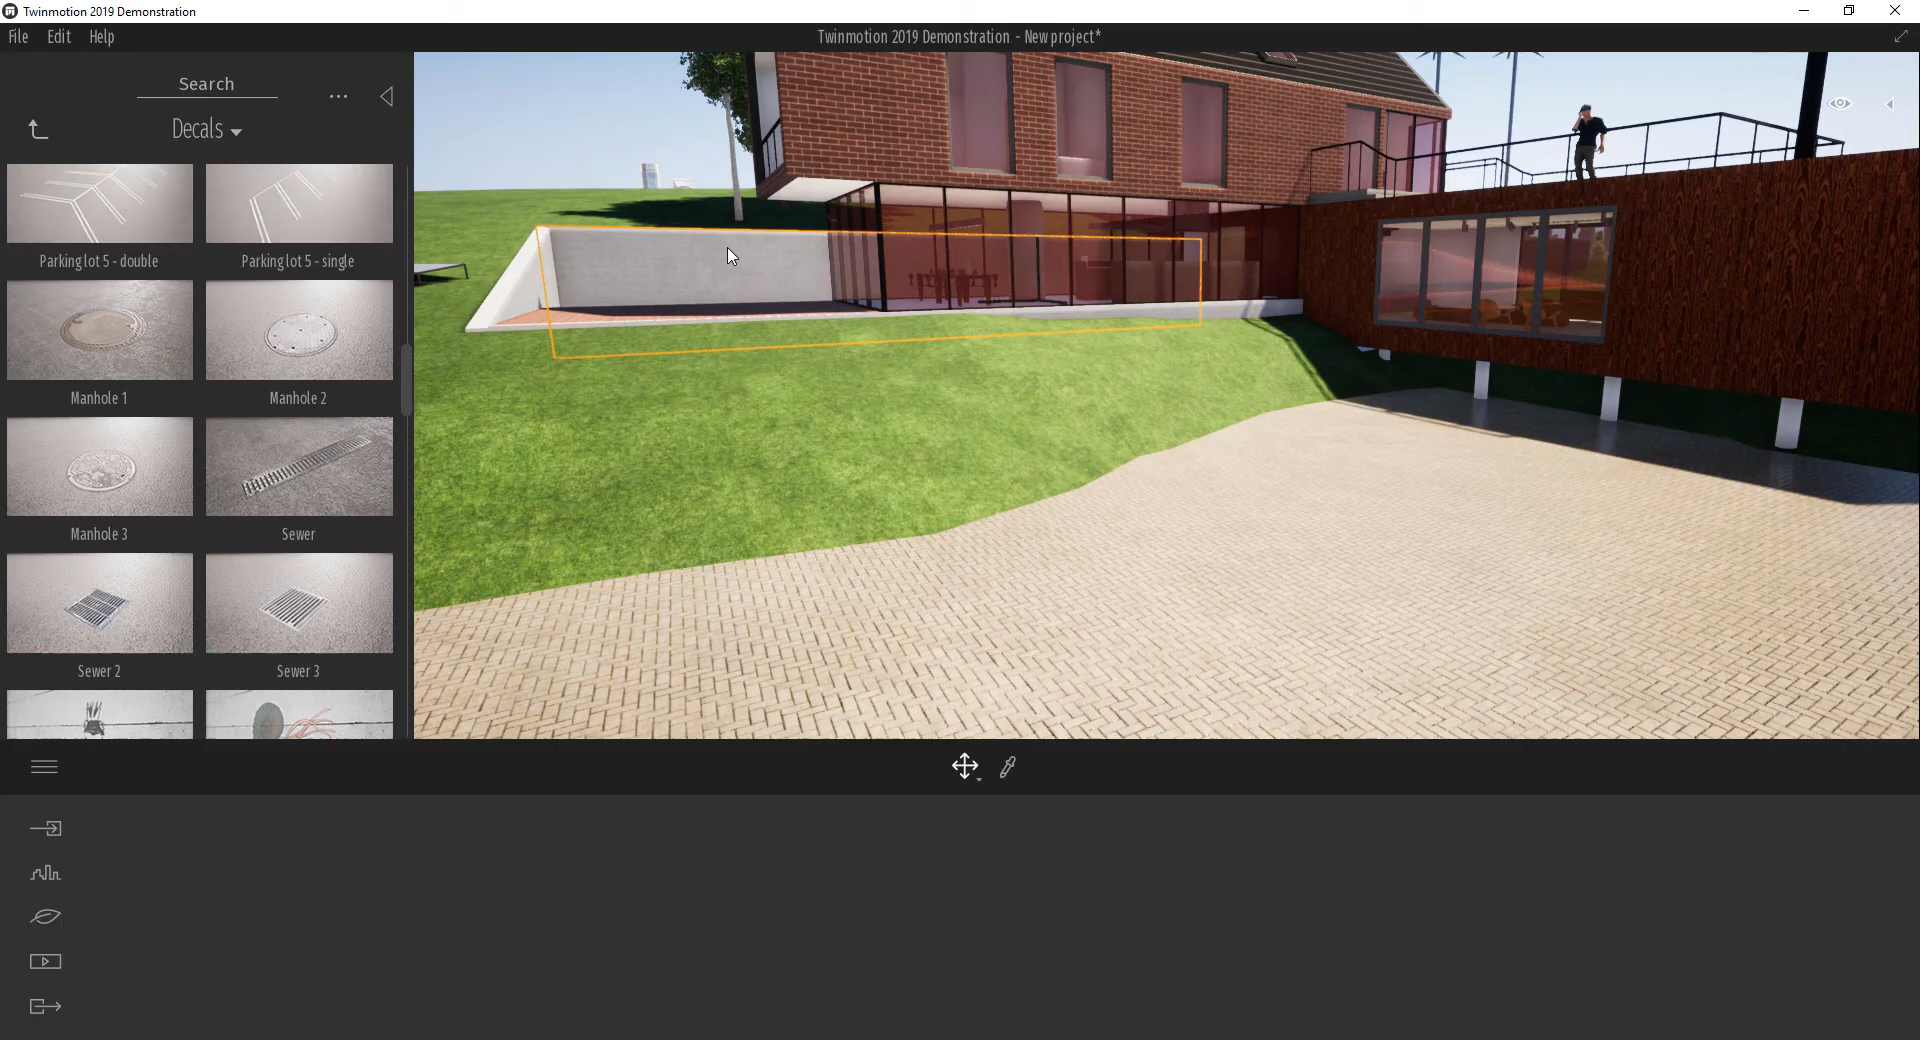 Twinmotion 2019 Demonstration
File Edit Help
Twinmotion 2019 Demonstration - New project*
Search
...
Decals
Parking lot 5 - double
Parking lot 5 - single
Manhole 1
Manhole 2
Manhole 3
Sewer
Sewer 2
Sewer 3